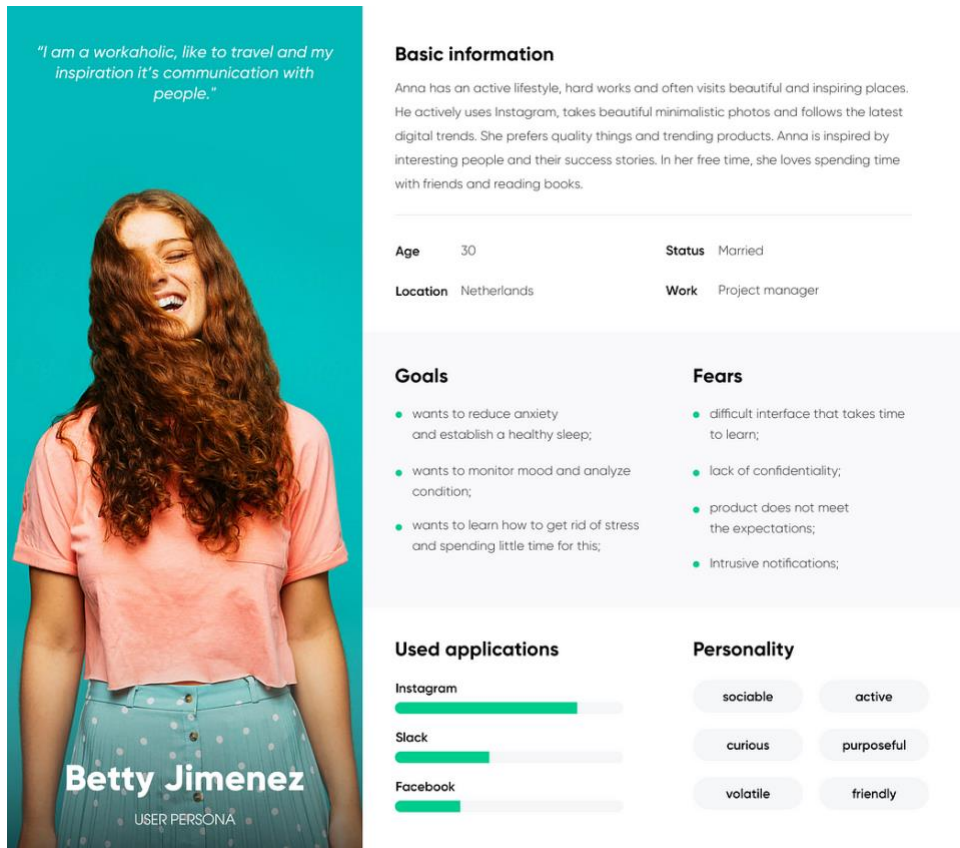 “I am a workaholic, like to travel and my
inspiration it’s communication with
people.”
Betty Jimenez
USER PERSONA
Basic information
Anna has an active lifestyle, hard works and often visits beautiful and inspiring places.
He actively uses Instagram, takes beautiful minimalistic photos and follows the latest
digital trends. She prefers quality things and trending products. Anna is inspired by
interesting people and their success stories. In her free time, she loves spending time
with friends and reading books.
Age 30
Status Married
Location Netherlands
Work Project manager
Goals
wants to reduce anxiety
and establish a healthy sleep;
wants to monitor mood and analyze
condition;
wants to learn how to get rid of stress
and spending little time for this;
Fears
difficult interface that takes time
to learn;
lack of confidentiality;
product does not meet
the expectations;
Intrusive notifications;
Used applications
Instagram
Slack
Facebook
Personality
sociable
active
curious
purposeful
volatile
friendly